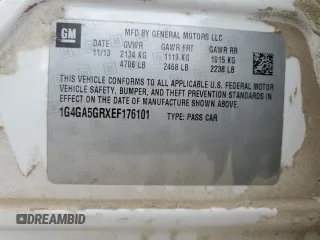 GM
MFD BY GENERAL MOTORS LLC
DATE GVWR GAWR FRT GAWR RR
11/13 2134 KG 1119 KG 1015 KG
4706 LB 2468 LB 2238 LB
THIS VEHICLE CONFORMS TO ALL APPLICABLE U.S. FEDERAL MOTOR
VEHICLE SAFETY, BUMPER, AND THEFT PREVENTION STANDARDS
IN EFFECT ON THE DATE OF MANUFACTURE SHOWN ABOVE.
1G4GA5GRXEF176101 TYPE: PASS CAR
DREAMBID